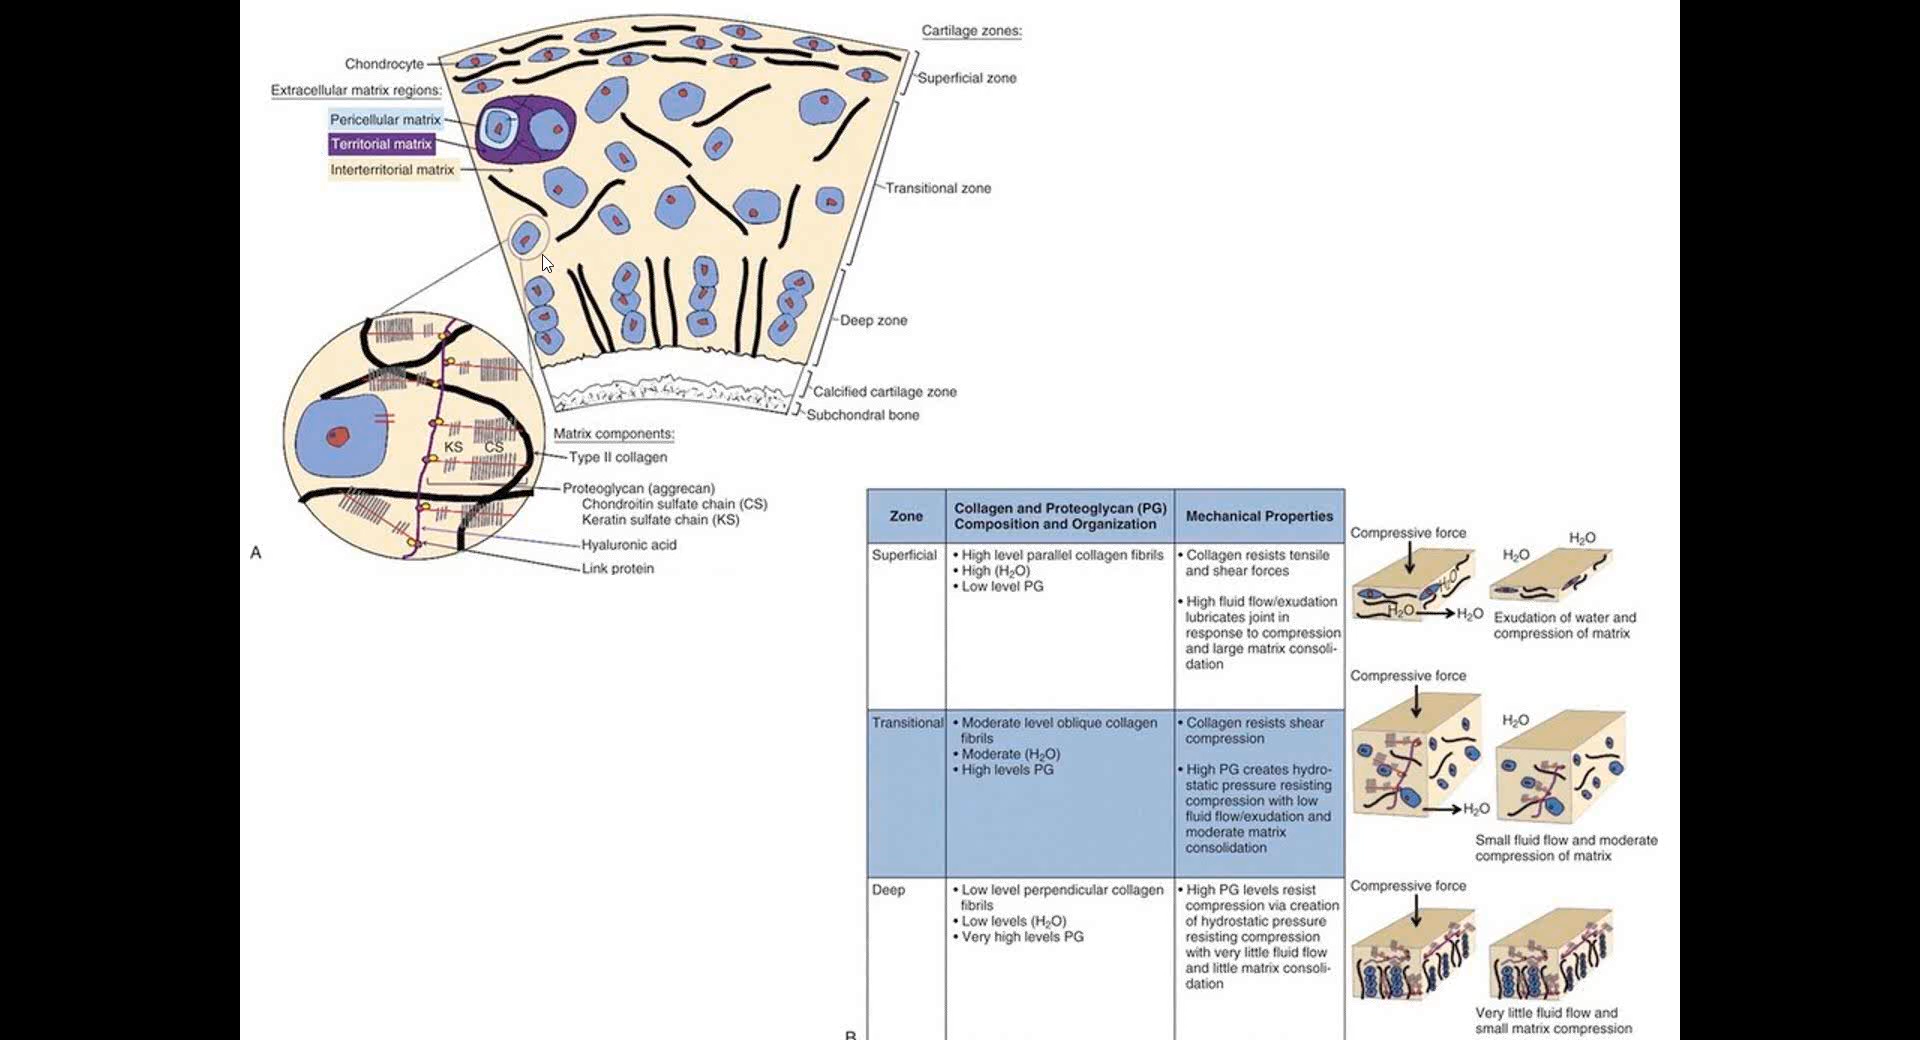 Cartilage zones:
Chondrocyte
Superficial zone
Extracellular matrix regions:
Pericellular matrix
Territorial matrix
Interterritorial matrix
Transitional zone
Deep zone
Calcified cartilage zone
Subchondral bone
Matrix components:
KS CS
Type II collagen
Proteoglycan (aggrecan)
Chondroitin sulfate chain (CS)
Keratin sulfate chain (KS)
Hyaluronic acid
Link protein
A
Zone
Collagen and Proteoglycan (PG)
Composition and Organization
Mechanical Properties
Superficial
• High level parallel collagen fibrils
• High (H₂O)
• Low level PG
• Collagen resists tensile
and shear forces
• High fluid flow/exudation
lubricates joint in
response to compression
and large matrix consoli-
dation
Compressive force
H₂O
H₂O
H₂O
H₂O
H₂O
Exudation of water and
compression of matrix
Transitional
• Moderate level oblique collagen
fibrils
• Moderate (H₂O)
• High levels PG
• Collagen resists shear
compression
• High PG creates hydro-
static pressure resisting
compression with low
fluid flow/exudation and
moderate matrix
consolidation
Compressive force
H₂O
H₂O
Small fluid flow and moderate
compression of matrix
Deep
• Low level perpendicular collagen
fibrils
• Low levels (H₂O)
• Very high levels PG
• High PG levels resist
compression via creation
of hydrostatic pressure
resisting compression
with very little fluid flow
and little matrix consoli-
dation
Compressive force
Very little fluid flow and
small matrix compression
B